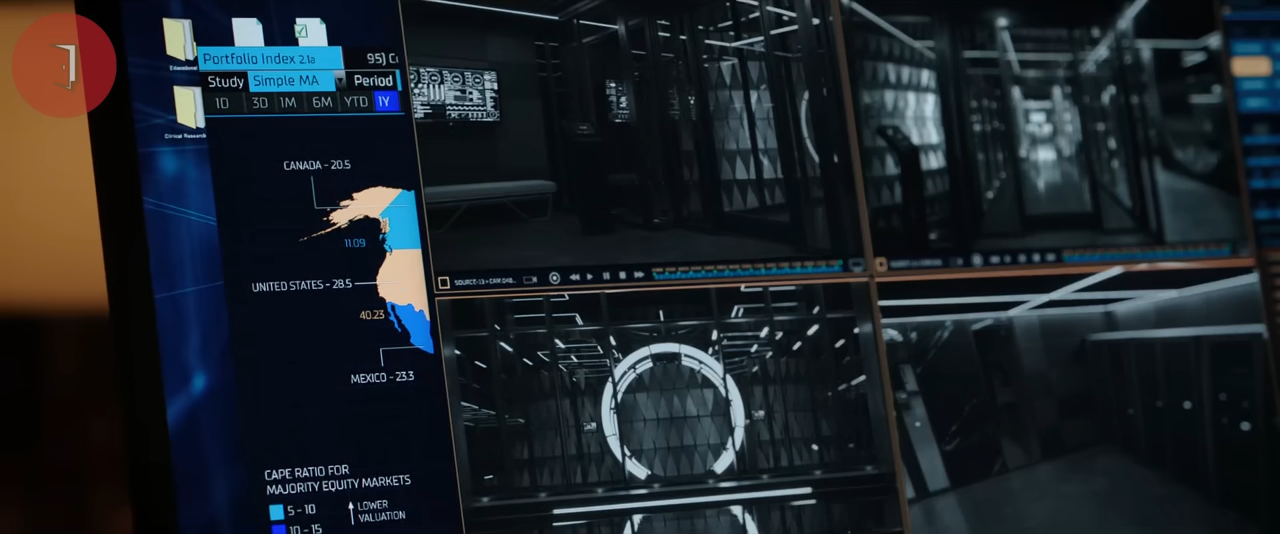 Portfolio Index 2.1a
95) C
Study Simple MA Period
1D 3D 1M 6M YTD 1Y
Clinical Research
CANADA - 20.5
11.09
UNITED STATES - 28.5
40.23
MEXICO - 23.3
CAPE RATIO FOR
MAJORITY EQUITY MARKETS
5 - 10
LOWER
VALUATION
10 - 15